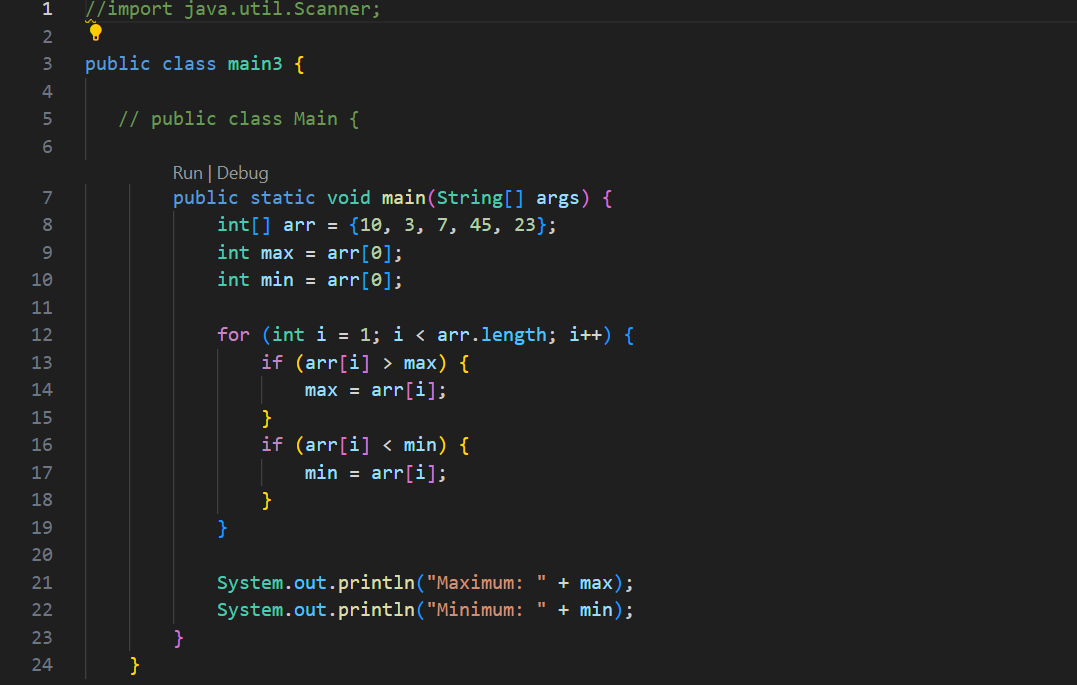 1 //import java.util.Scanner;
2
3 public class main3 {
4
5 // public class Main {
6
Run | Debug
7 public static void main(String[] args) {
8 int[] arr = {10, 3, 7, 45, 23};
9 int max = arr[0];
10 int min = arr[0];
11
12 for (int i = 1; i < arr.length; i++) {
13 if (arr[i] > max) {
14 max = arr[i];
15 }
16 if (arr[i] < min) {
17 min = arr[i];
18 }
19 }
20
21 System.out.println("Maximum: " + max);
22 System.out.println("Minimum: " + min);
23 }
24 }